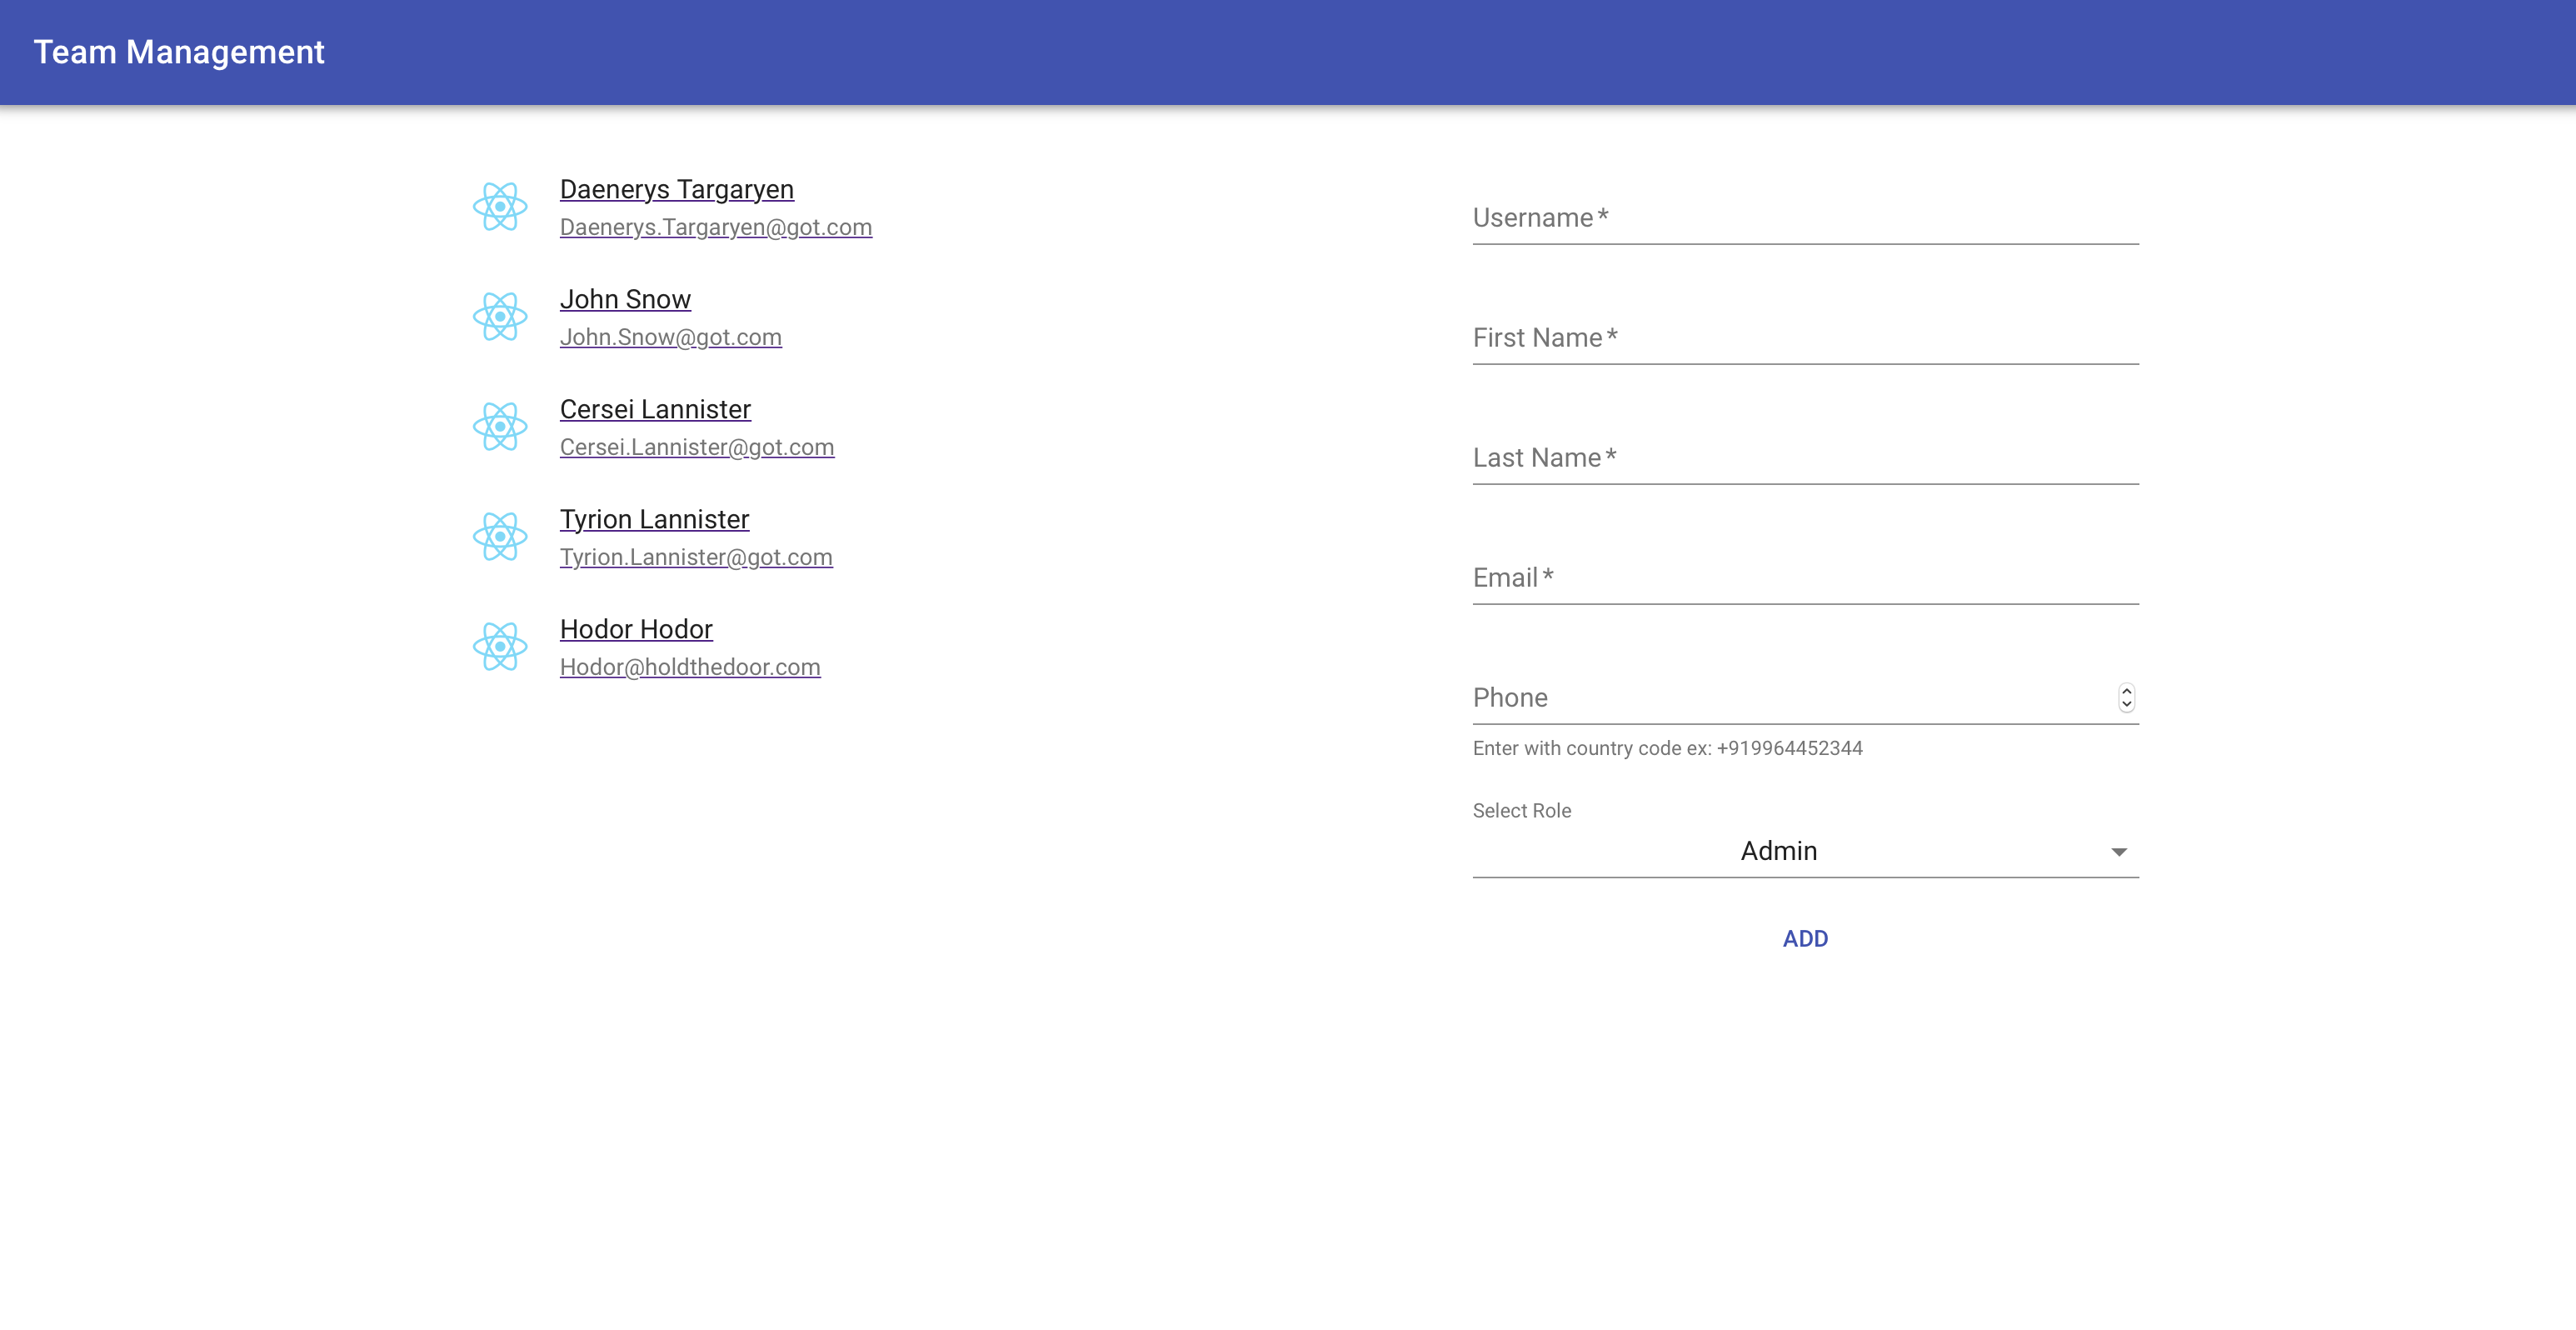 Team Management
Daenerys Targaryen
Daenerys.Targaryen@got.com
John Snow
John.Snow@got.com
Cersei Lannister
Cersei.Lannister@got.com
Tyrion Lannister
Tyrion.Lannister@got.com
Hodor Hodor
Hodor@holdthedoor.com
Username *
First Name *
Last Name *
Email *
Phone
Enter with country code ex: +919964452344
Select Role
Admin
ADD